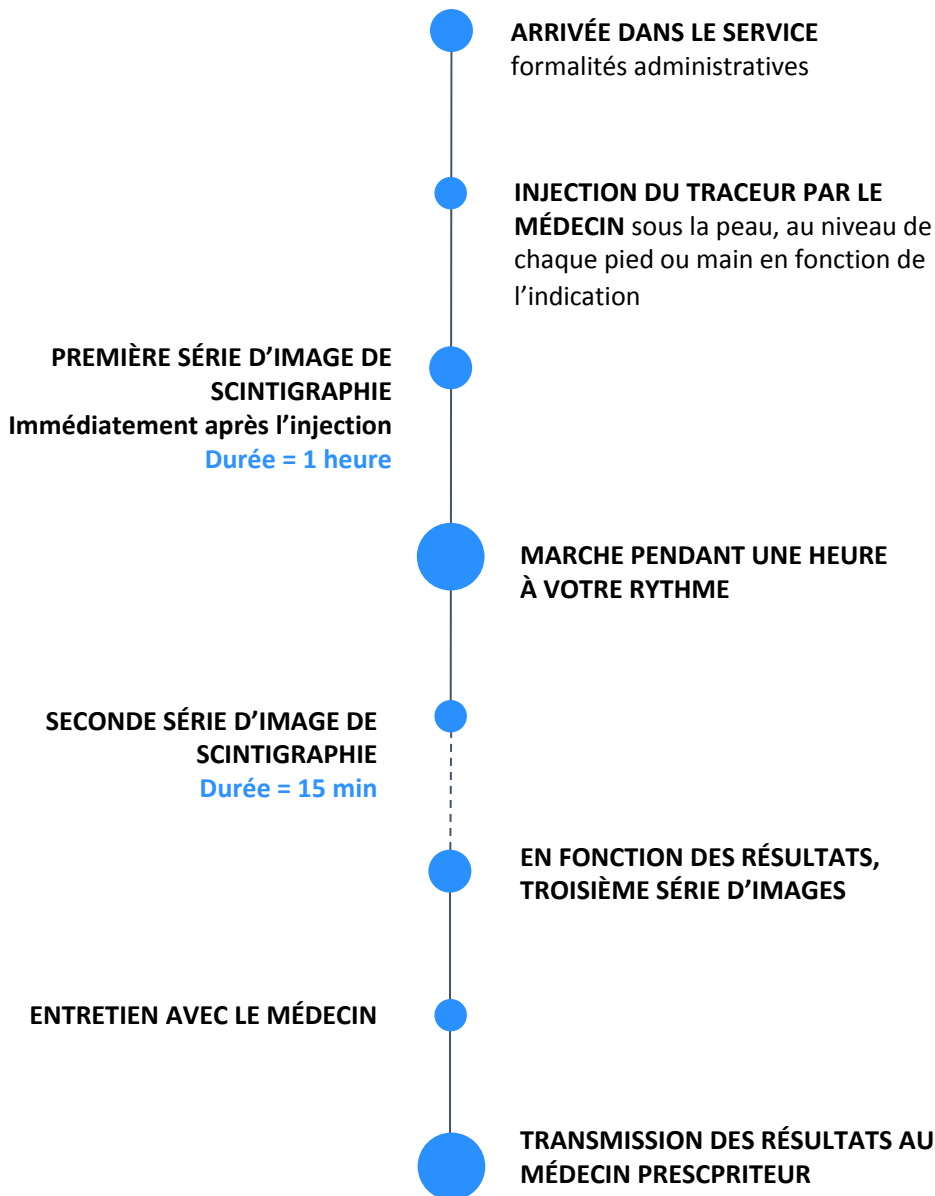 ARRIVÉE DANS LE SERVICE
formalités administratives
INJECTION DU TRACEUR PAR LE
MÉDECIN sous la peau, au niveau de
chaque pied ou main en fonction de
l’indication
PREMIÈRE SÉRIE D’IMAGE DE
SCINTIGRAPHIE
Immédiatement après l’injection
Durée = 1 heure
MARCHE PENDANT UNE HEURE
À VOTRE RYTHME
SECONDE SÉRIE D’IMAGE DE
SCINTIGRAPHIE
Durée = 15 min
EN FONCTION DES RÉSULTATS,
TROISIÈME SÉRIE D’IMAGES
ENTRETIEN AVEC LE MÉDECIN
TRANSMISSION DES RÉSULTATS AU
MÉDECIN PRESCPRITEUR